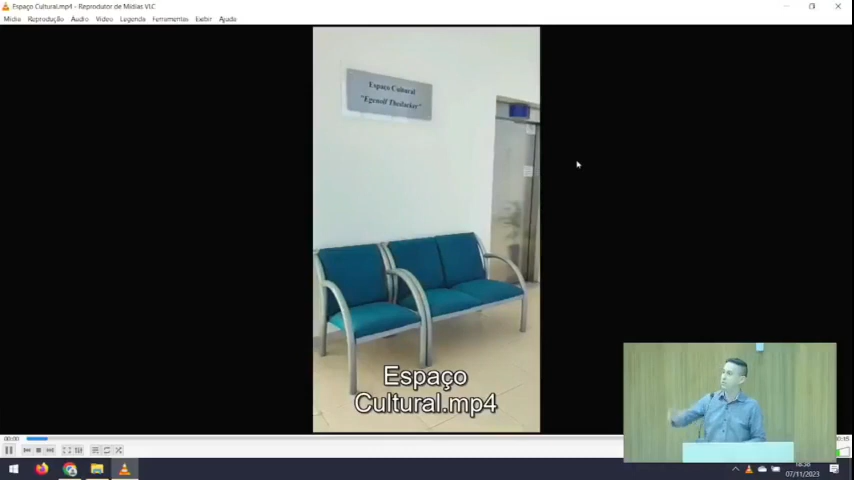 Espaço Cultural.mp4 - Reprodutor de Mídias VLC
Mídia Reprodução Áudio Vídeo Legenda Ferramentas Exibir Ajuda
Espaço Cultural
Espaço
Cultural.mp4
00:00
07/11/2023